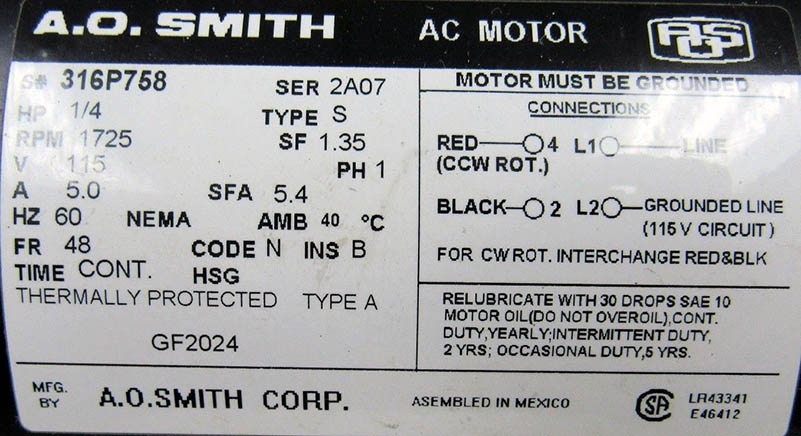 A.O. SMITH AC MOTOR AOS
S# 316P758 SER 2A07
HP 1/4 TYPE S
RPM 1725 SF 1.35
V 115 PH 1
A 5.0 SFA 5.4
HZ 60 NEMA AMB 40 °C
FR 48 CODE N INS B
TIME CONT. HSG
THERMALLY PROTECTED TYPE A
GF2024
MOTOR MUST BE GROUNDED
CONNECTIONS
RED 4 L1 LINE
(CCW ROT.)
BLACK 2 L2 GROUNDED LINE
(115 V CIRCUIT)
FOR CW ROT. INTERCHANGE RED&BLK
RELUBRICATE WITH 30 DROPS SAE 10
MOTOR OIL(DO NOT OVEROIL),CONT.
DUTY,YEARLY;INTERMITTENT DUTY,
2 YRS; OCCASIONAL DUTY,5 YRS.
MFG. BY A.O.SMITH CORP. ASEMBLED IN MEXICO SA LR43341
E46412